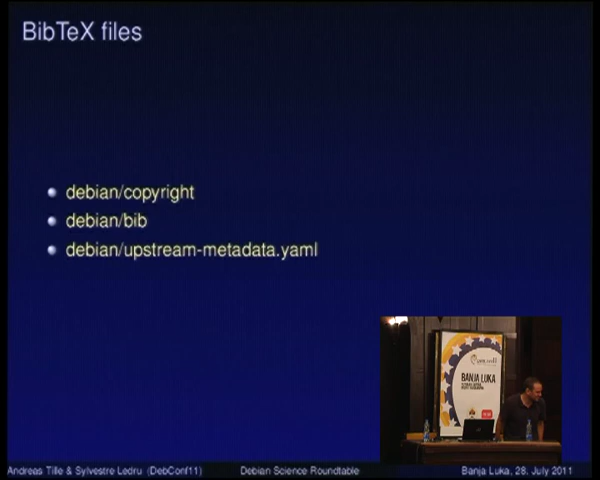 BibTeX files
debian/copyright
debian/bib
debian/upstream-metadata.yaml
BANJA LUKA
Andreas Tille & Sylvestre Ledru (DebConf11)
Debian Science Roundtable
Banja Luka, 28. July 2011